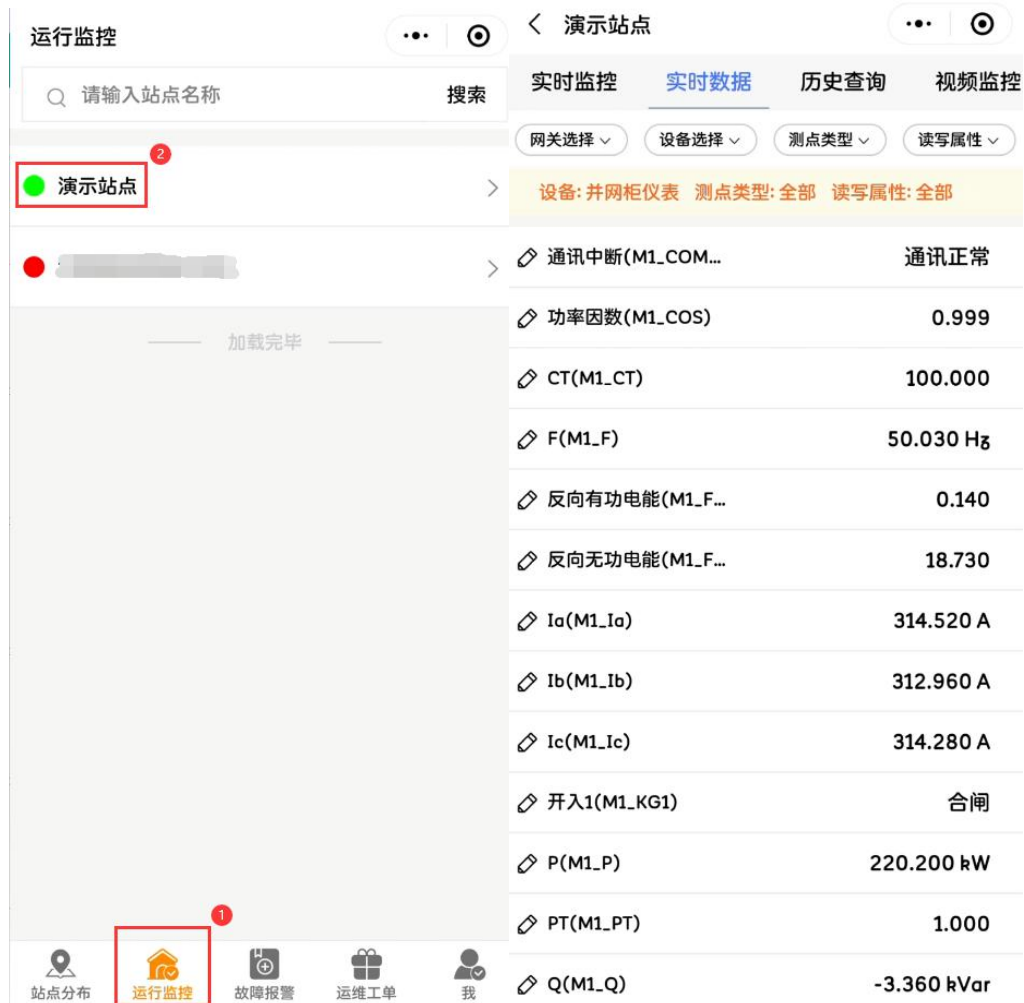 运行监控
请输入站点名称 搜索
2
演示站点
加载完毕
1
站点分布 运行监控 故障报警 运维工单 我
演示站点
实时监控 实时数据 历史查询 视频监控
网关选择 设备选择 测点类型 读写属性
设备: 并网柜仪表 测点类型: 全部 读写属性: 全部
通讯中断(M1_COM... 通讯正常
功率因数(M1_COS) 0.999
CT(M1_CT) 100.000
F(M1_F) 50.030 Hz
反向有功电能(M1_F... 0.140
反向无功电能(M1_F... 18.730
Ia(M1_Ia) 314.520 A
Ib(M1_Ib) 312.960 A
Ic(M1_Ic) 314.280 A
开入1(M1_KG1) 合闸
P(M1_P) 220.200 kW
PT(M1_PT) 1.000
Q(M1_Q) -3.360 kVar